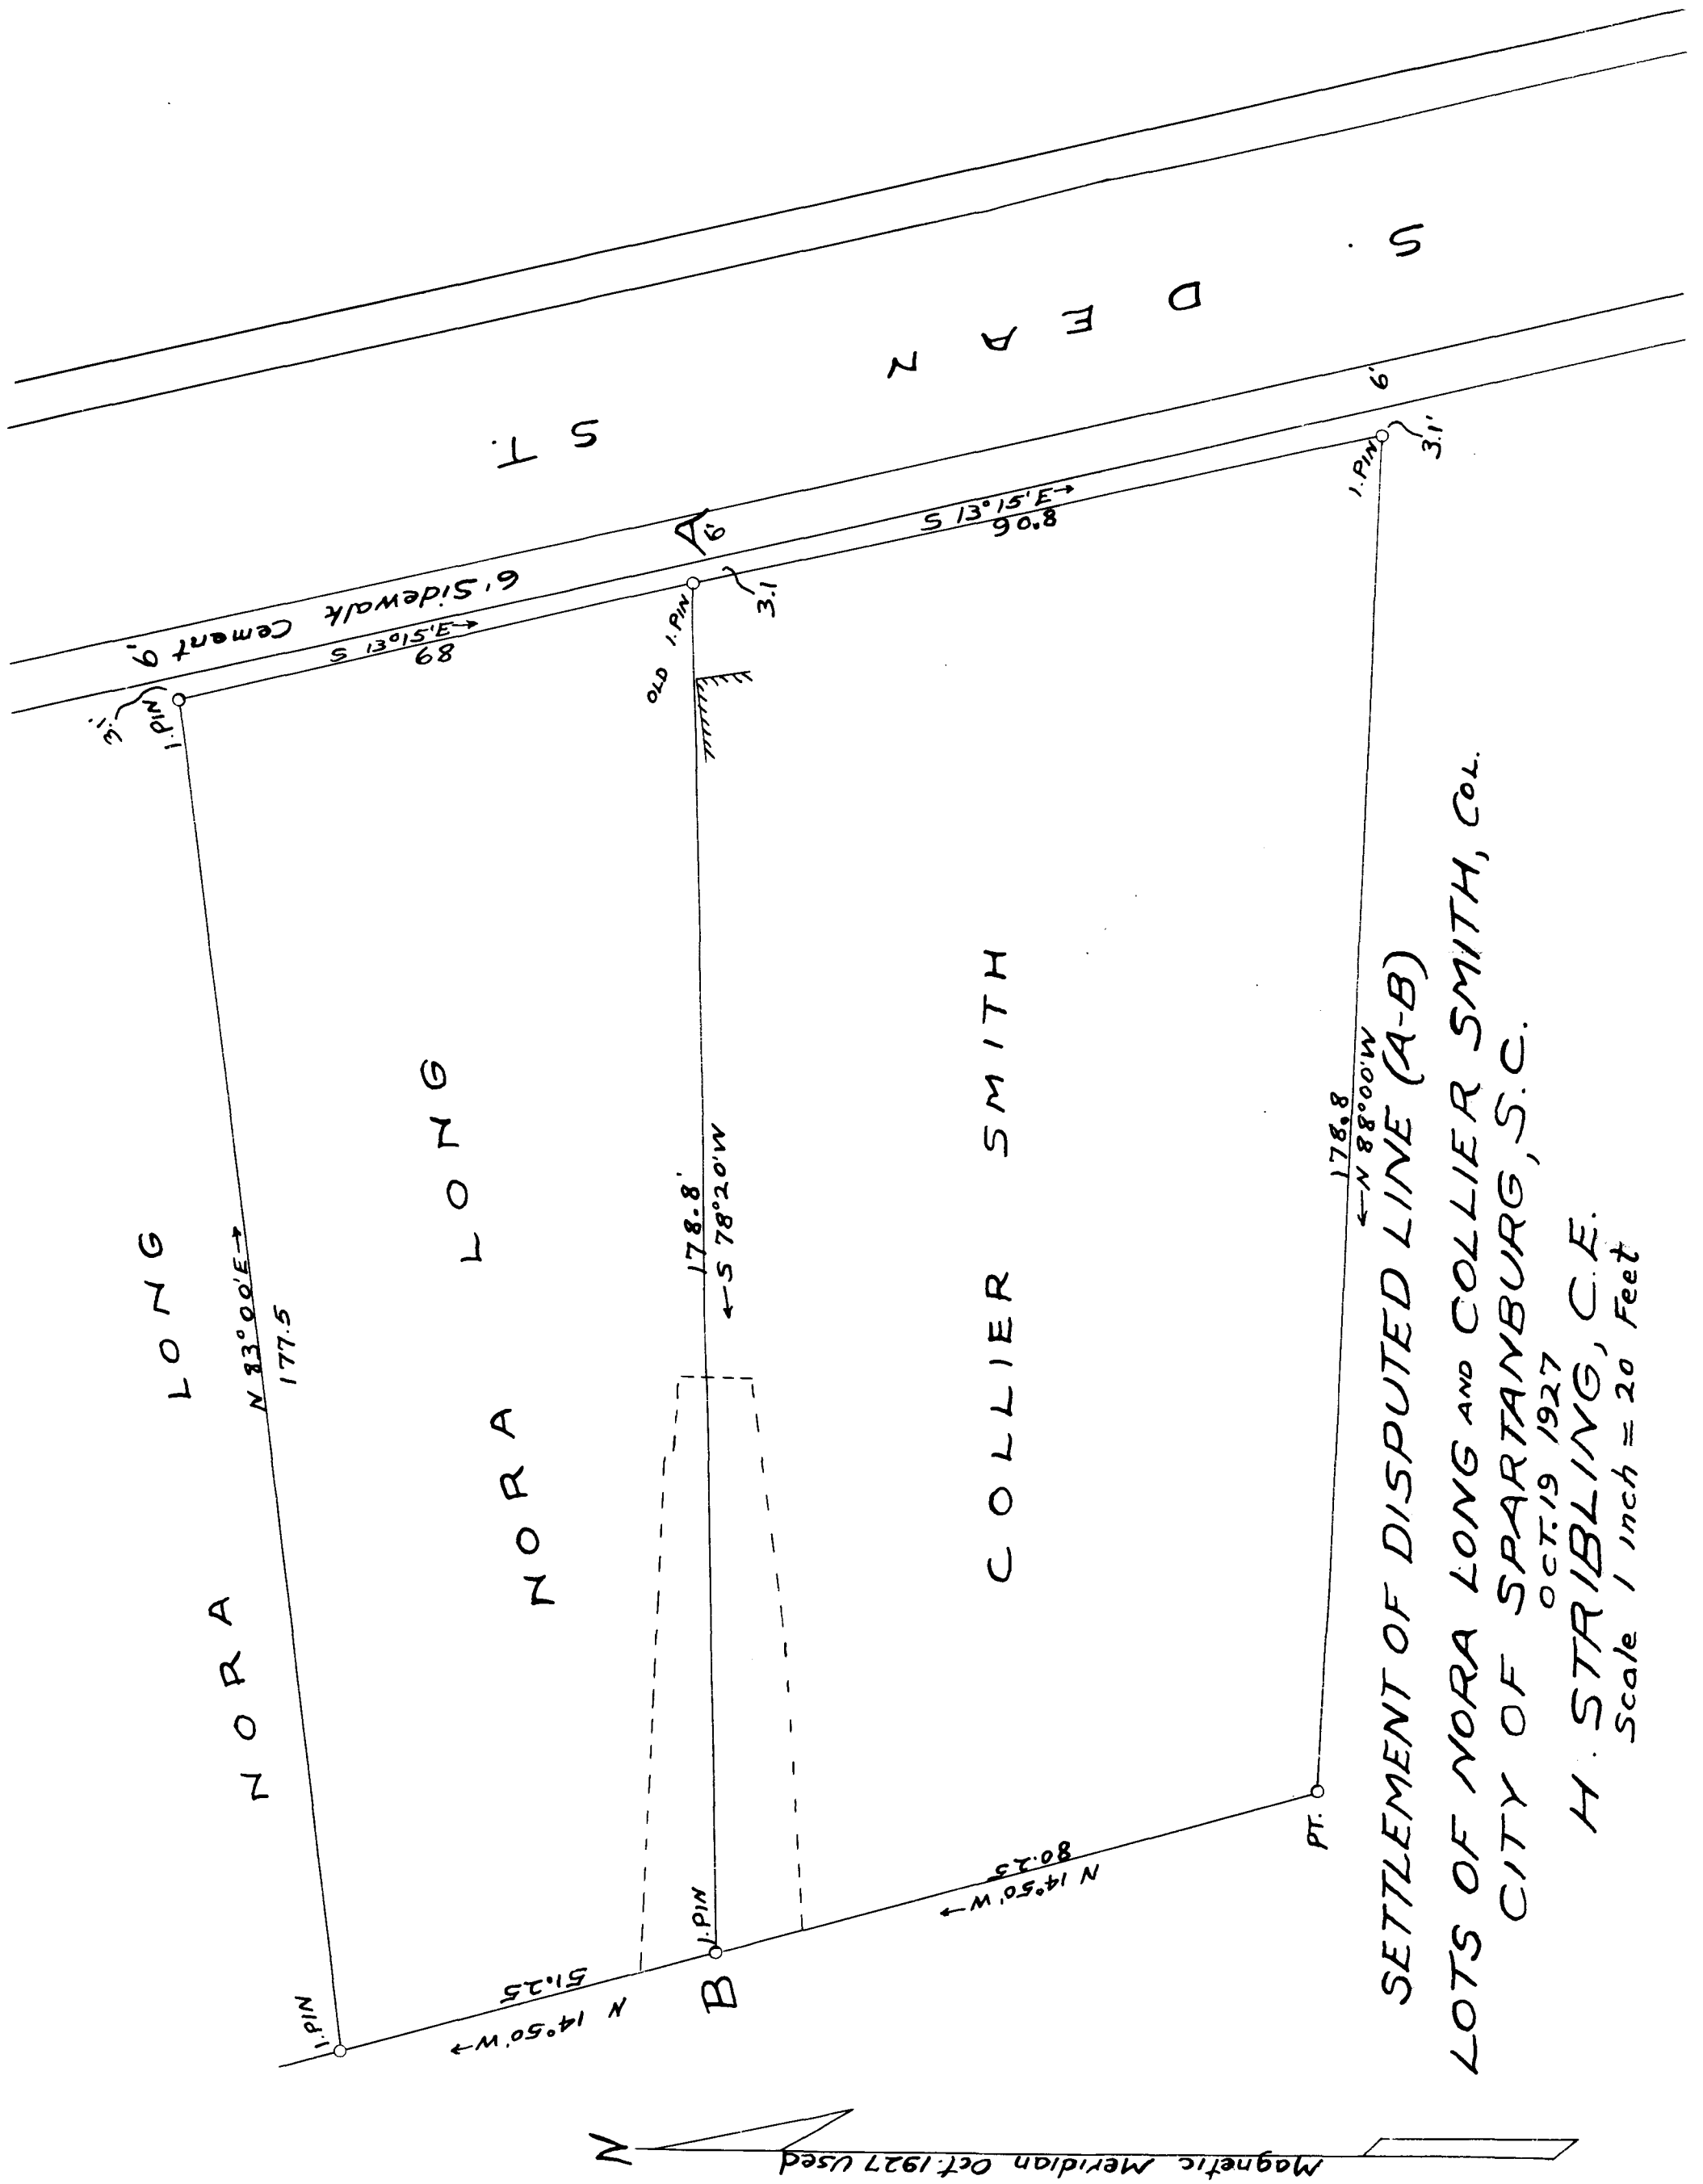 NORA LONG
N 83°00'E→
177.5
I.PIN
3.1'
I.PIN
6' Cement Sidewalk 6'
S 13°15'E→
68
S. DEAN ST.
NORA LONG
N 14°50'W→
51.25
B
I.PIN
178.8'
←S 78°20'W
OLD I.PIN
A
6'
3.1
S 13°15'E→
90.8
COLLIER SMITH
N 14°50'W→
80.25
PT.
178.8
←N 88°00'W
I.PIN
3.1'
6'
N
Magnetic Meridian Oct. 1927 Used
SETTLEMENT OF DISPUTED LINE (A-B)
LOTS OF NORA LONG AND COLLIER SMITH, COL.
CITY OF SPARTANBURG, S.C.
OCT. 19 1927
H. STRIBLING, C.E.
Scale 1 inch = 20 Feet